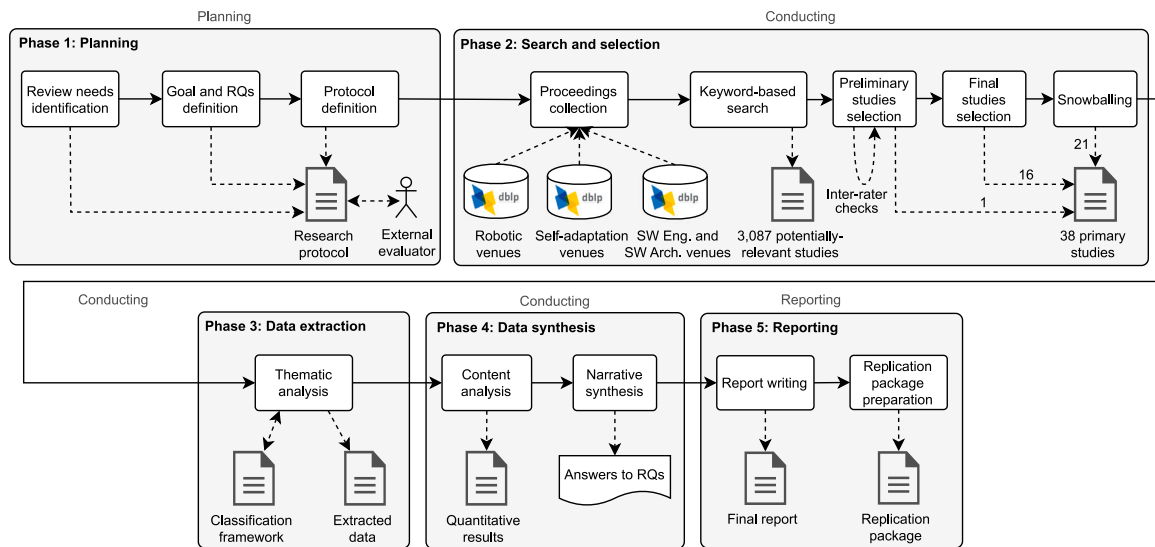 Planning
Conducting
Phase 1: Planning
Review needs
identification
Goal and RQs
definition
Protocol
definition
Research
protocol
External
evaluator
Phase 2: Search and selection
Proceedings
collection
Keyword-based
search
Preliminary
studies
selection
Final
studies
selection
Snowballing
dblp
dblp
dblp
Robotic
venues
Self-adaptation
venues
SW Eng. and
SW Arch. venues
3,087 potentially-
relevant studies
Inter-rater
checks
21
16
1
38 primary
studies
Conducting
Conducting
Reporting
Phase 3: Data extraction
Thematic
analysis
Classification
framework
Extracted
data
Phase 4: Data synthesis
Content
analysis
Narrative
synthesis
Quantitative
results
Answers to RQs
Phase 5: Reporting
Report writing
Replication
package
preparation
Final report
Replication
package